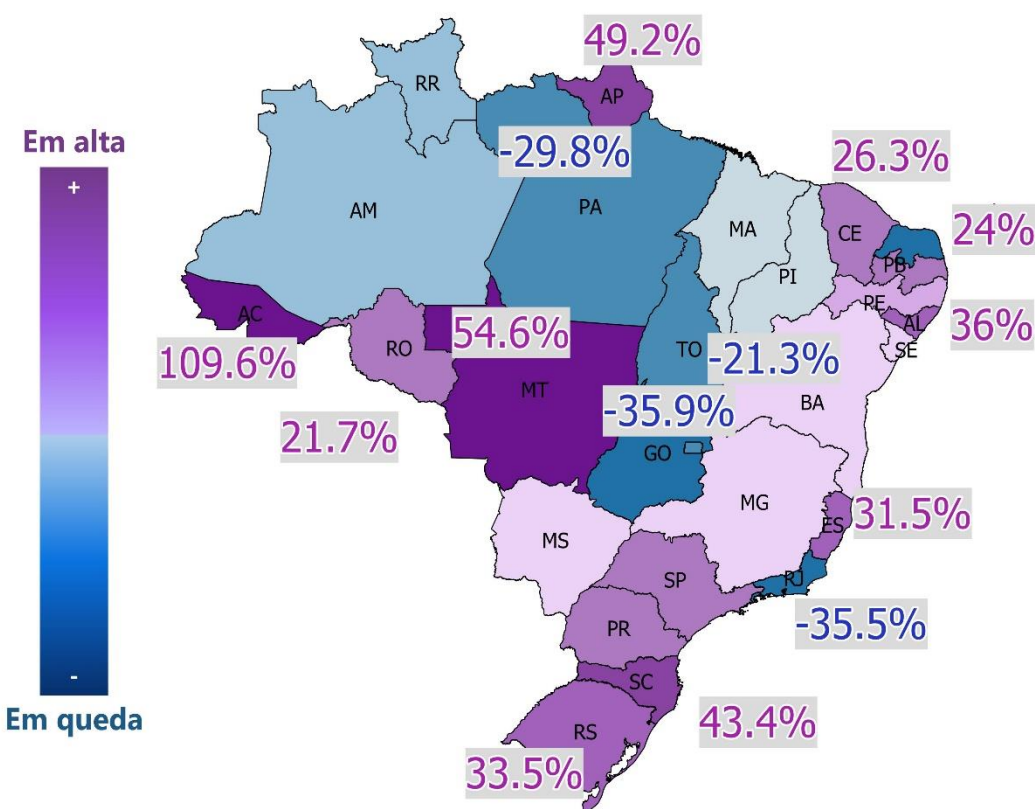 Em alta
+
-
Em queda
49.2%
RR
AP
-29.8%
26.3%
AM
PA
MA
CE
24%
PB
PI
PE
AC
54.6%
AL
36%
RO
TO
SE
109.6%
MT
-21.3%
BA
-35.9%
21.7%
GO
MG
31.5%
ES
MS
SP
RJ
-35.5%
PR
SC
43.4%
RS
33.5%